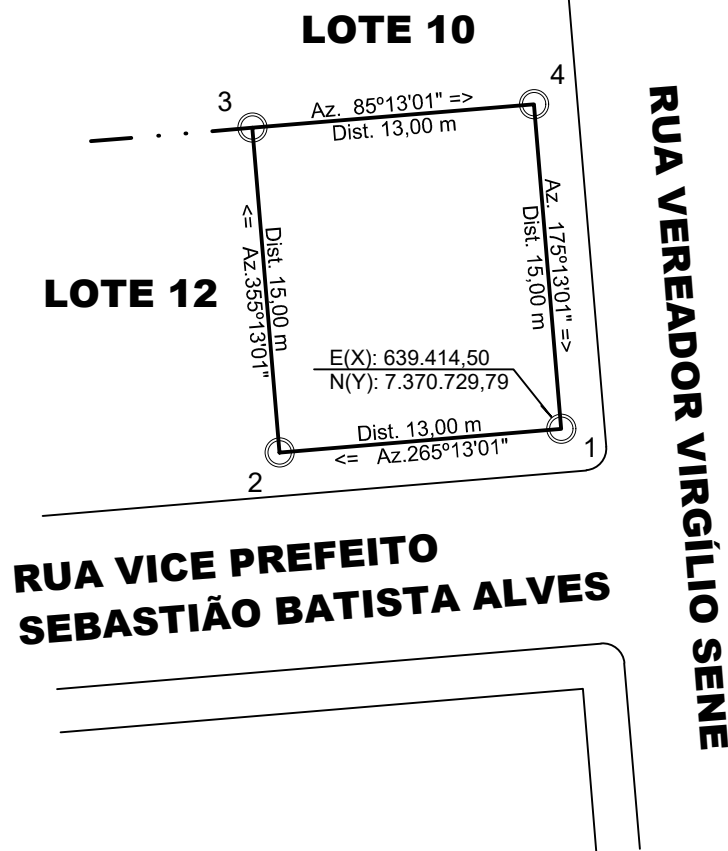 LOTE 10
3
4
Az. 85º13'01" =>
Dist. 13,00 m
Az. 175º13'01" =>
Dist. 15,00 m
Dist. 15,00 m
<= Az.355º13'01"
LOTE 12
E(X): 639.414,50
N(Y): 7.370.729,79
Dist. 13,00 m
<= Az.265º13'01"
1
2
RUA VICE PREFEITO
SEBASTIÃO BATISTA ALVES
RUA VEREADOR VIRGÍLIO SENE